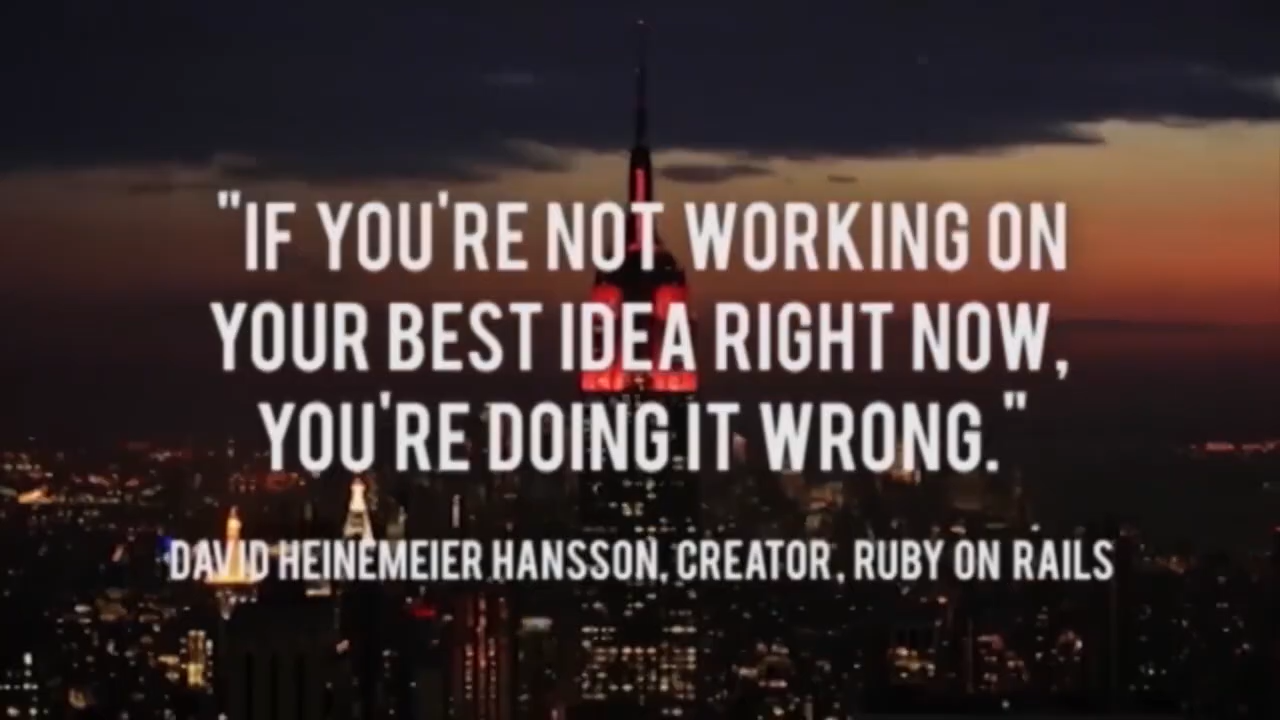 "IF YOU'RE NOT WORKING ON
YOUR BEST IDEA RIGHT NOW,
YOU'RE DOING IT WRONG."
DAVID HEINEMEIER HANSSON, CREATOR, RUBY ON RAILS